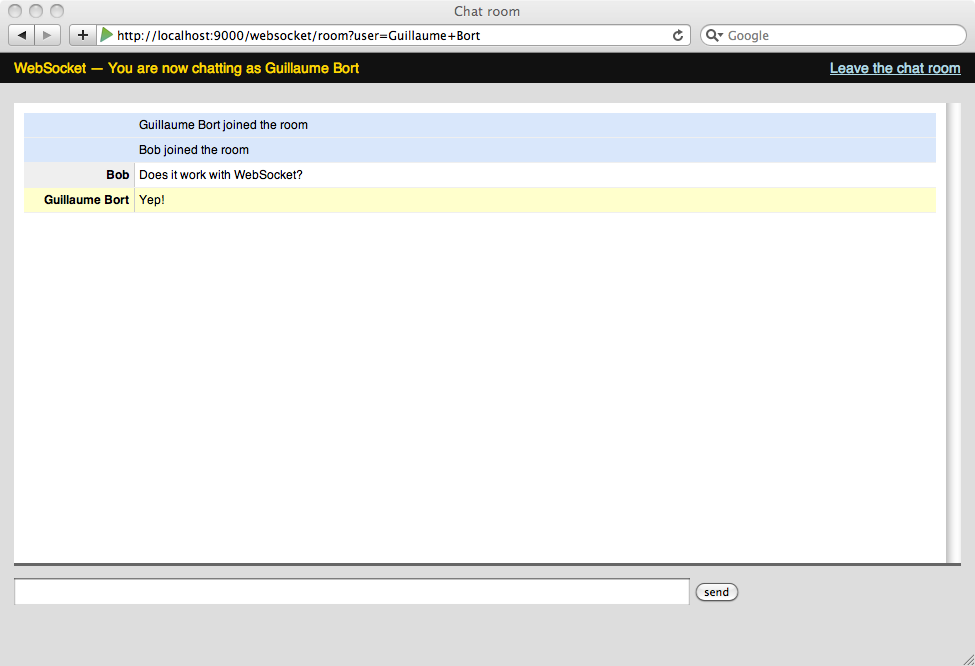 Chat room
http://localhost:9000/websocket/room?user=Guillaume+Bort
Google
WebSocket — You are now chatting as Guillaume Bort
Leave the chat room
Guillaume Bort joined the room
Bob joined the room
Bob Does it work with WebSocket?
Guillaume Bort Yep!
send